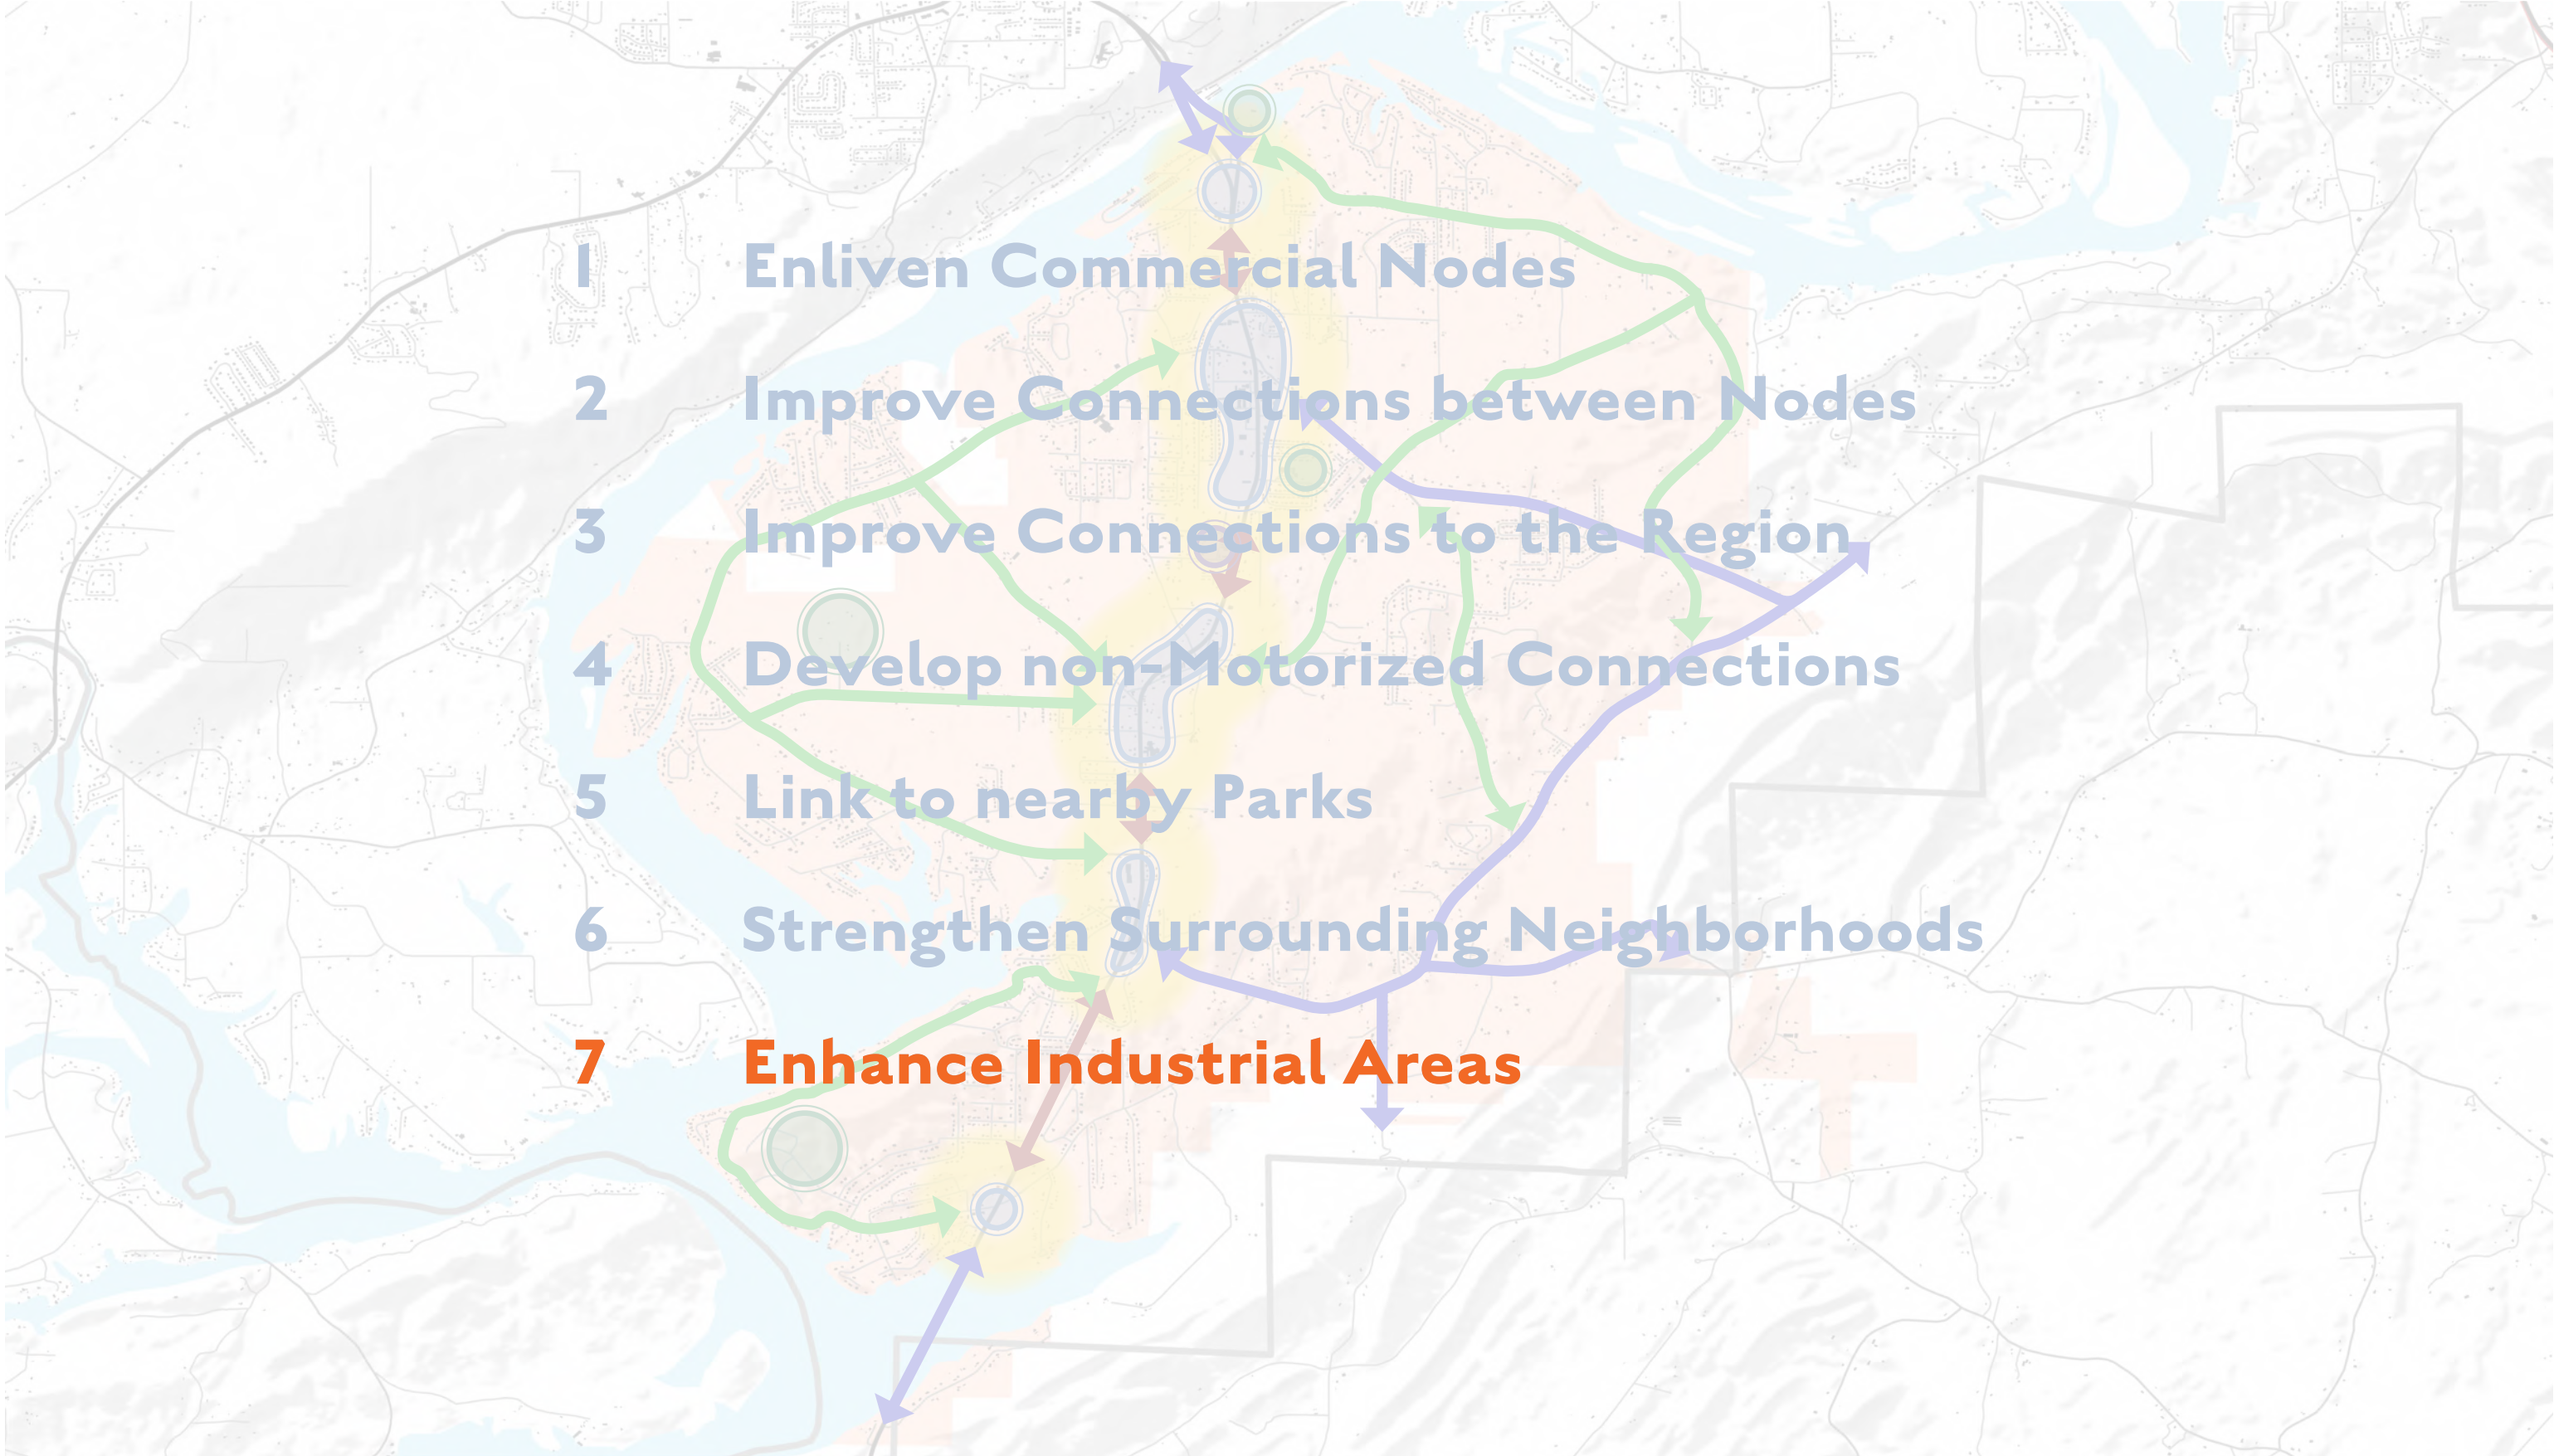 1 Enliven Commercial Nodes
2 Improve Connections between Nodes
3 Improve Connections to the Region
4 Develop non-Motorized Connections
5 Link to nearby Parks
6 Strengthen Surrounding Neighborhoods
7 Enhance Industrial Areas